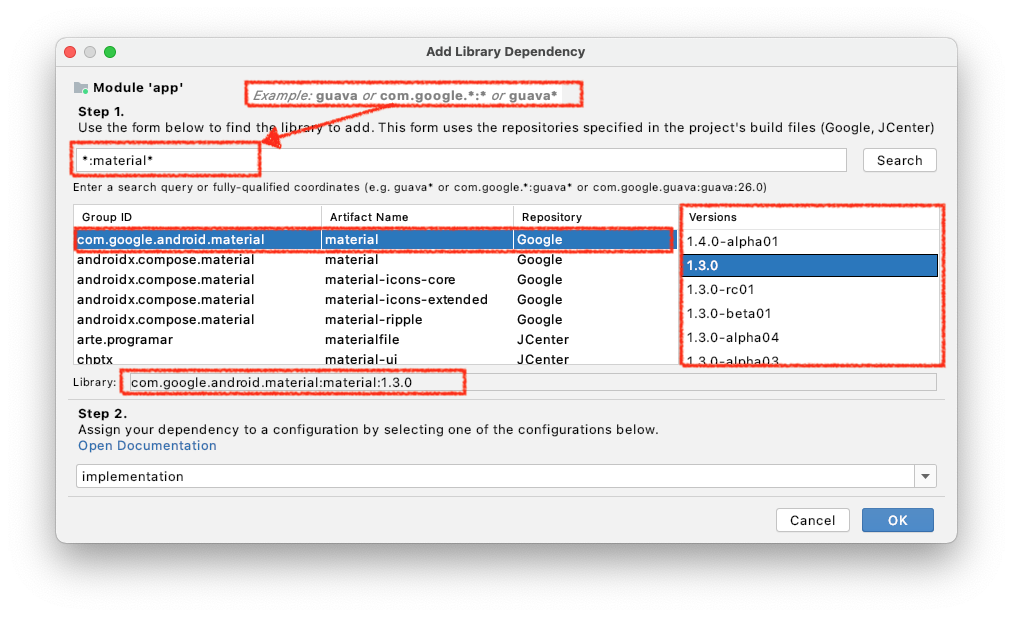 Add Library Dependency
Module 'app'
Example: guava or com.google.*:* or guava*
Step 1.
Use the form below to find the library to add. This form uses the repositories specified in the project's build files (Google, JCenter)
*:material*
Search
Enter a search query or fully-qualified coordinates (e.g. guava* or com.google.*:guava* or com.google.guava:guava:26.0)
Group ID Artifact Name Repository Versions
com.google.android.material material Google 1.4.0-alpha01
androidx.compose.material material Google 1.3.0
androidx.compose.material material-icons-core Google 1.3.0-rc01
androidx.compose.material material-icons-extended Google 1.3.0-beta01
androidx.compose.material material-ripple Google 1.3.0-alpha04
arte.programar materialfile JCenter 1.3.0-alpha03
chptx material-ui JCenter
Library: com.google.android.material:material:1.3.0
Step 2.
Assign your dependency to a configuration by selecting one of the configurations below.
Open Documentation
implementation
Cancel OK